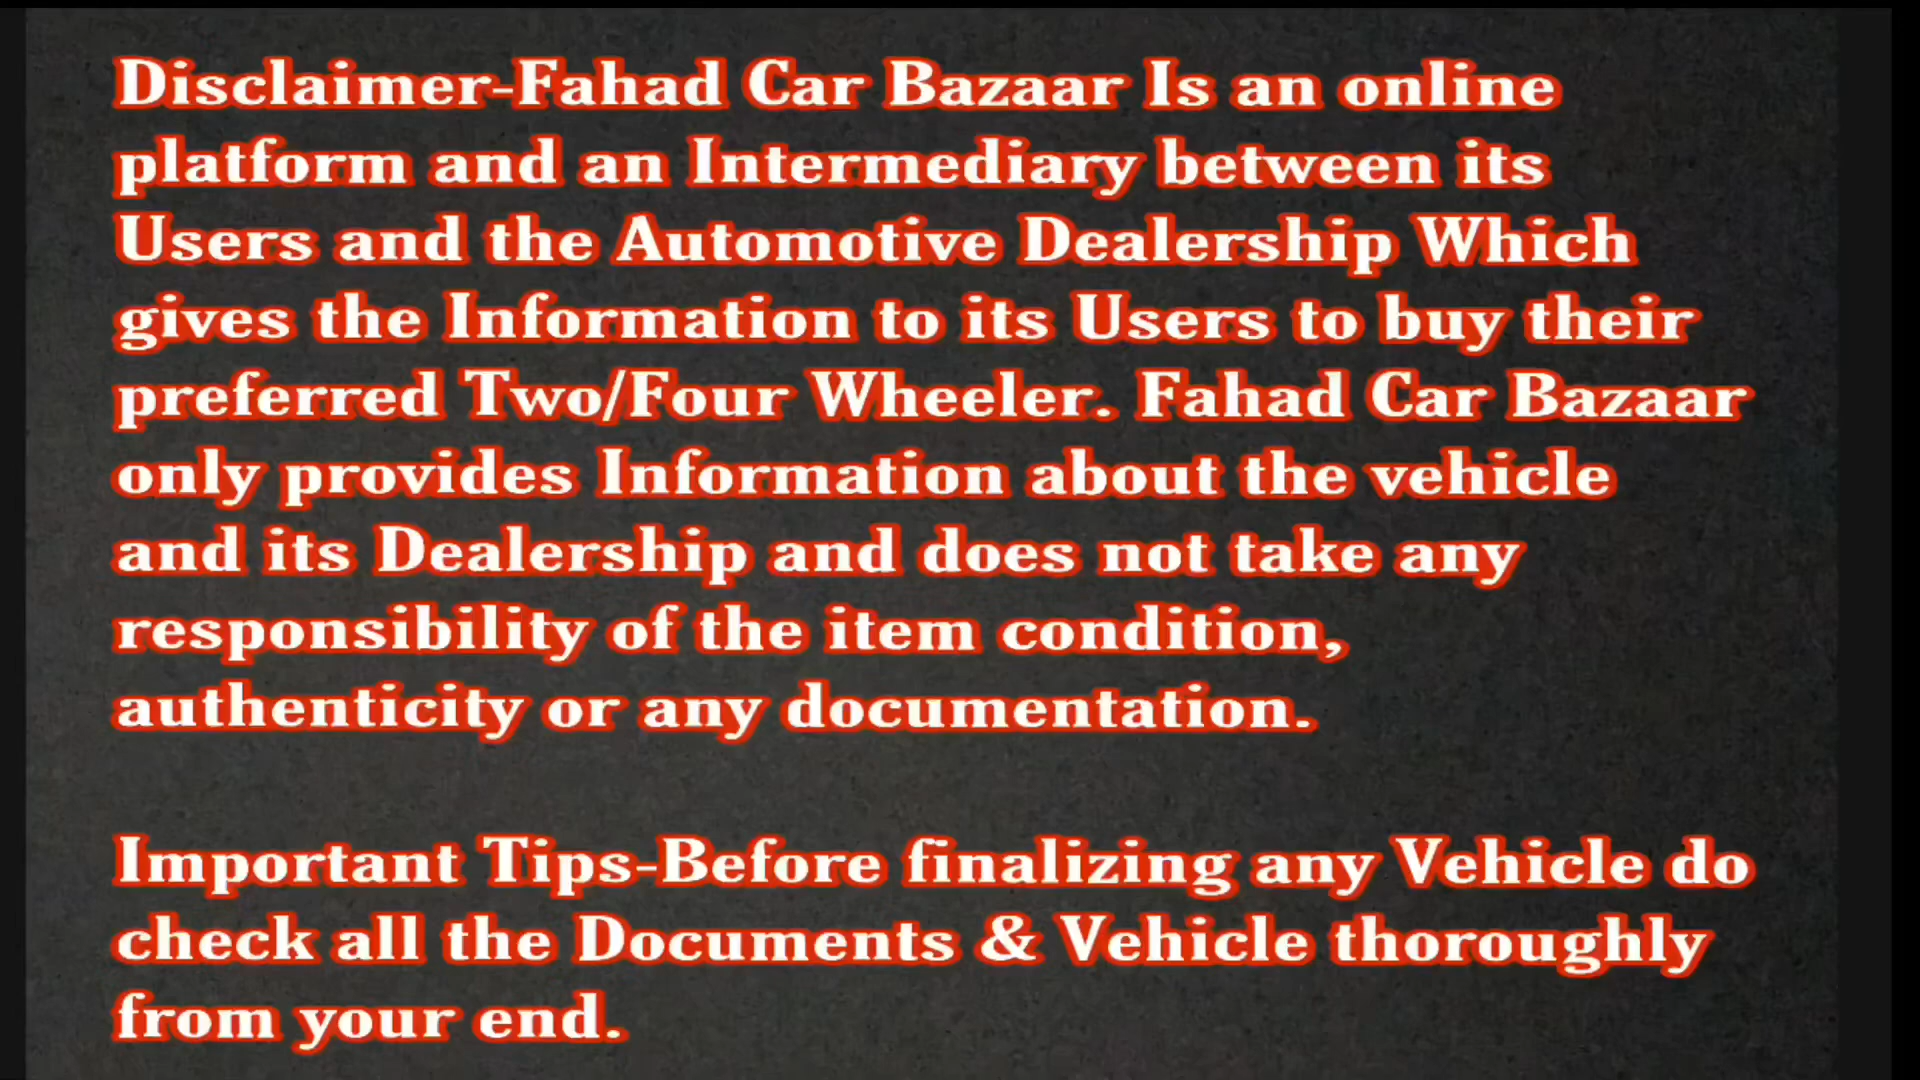 Disclaimer-Fahad Car Bazaar Is an online
platform and an Intermediary between its
Users and the Automotive Dealership Which
gives the Information to its Users to buy their
preferred Two/Four Wheeler. Fahad Car Bazaar
only provides Information about the vehicle
and its Dealership and does not take any
responsibility of the item condition,
authenticity or any documentation.
Important Tips-Before finalizing any Vehicle do
check all the Documents & Vehicle thoroughly
from your end.